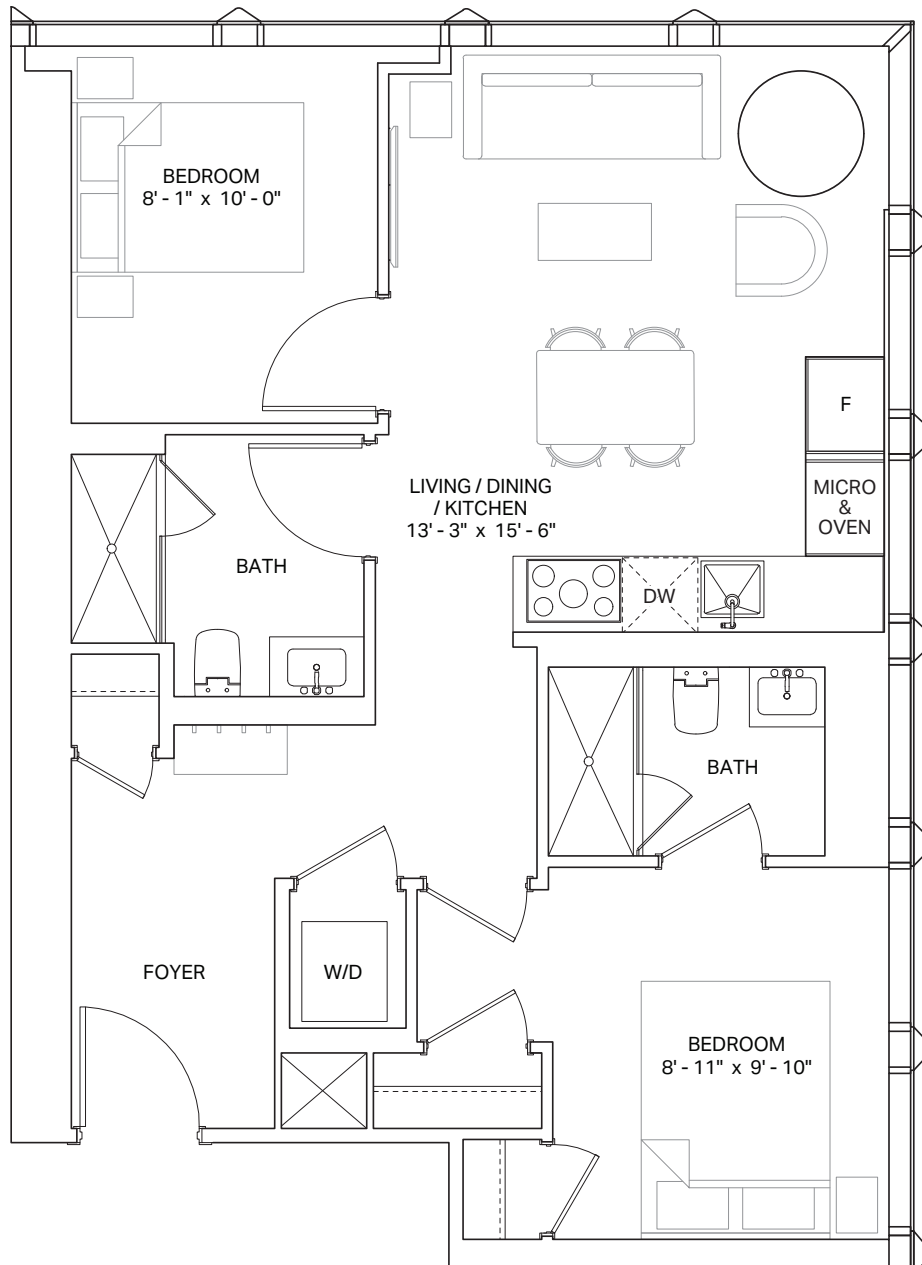 BEDROOM
8' - 1" x 10' - 0"
F
LIVING / DINING
/ KITCHEN
13' - 3" x 15' - 6"
MICRO
&
OVEN
BATH
DW
BATH
FOYER
W/D
BEDROOM
8' - 11" x 9' - 10"